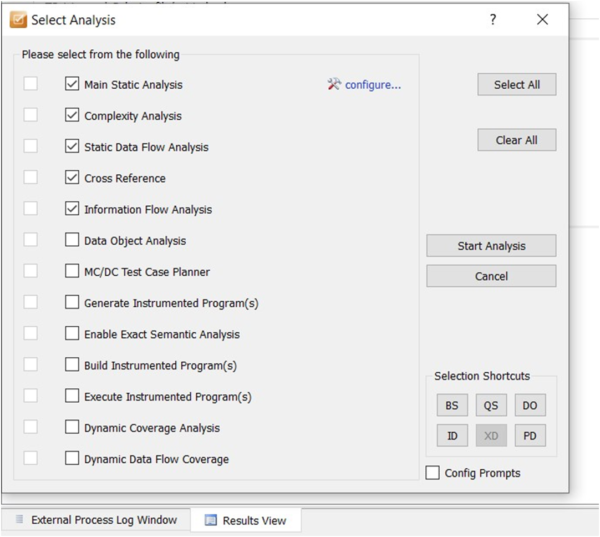 Select Analysis
?
Please select from the following
Main Static Analysis
configure...
Select All
Complexity Analysis
Clear All
Static Data Flow Analysis
Cross Reference
Information Flow Analysis
Data Object Analysis
Start Analysis
MC/DC Test Case Planner
Cancel
Generate Instrumented Program(s)
Enable Exact Semantic Analysis
Build Instrumented Program(s)
Selection Shortcuts
Execute Instrumented Program(s)
BS QS DO
Dynamic Coverage Analysis
ID XD PD
Dynamic Data Flow Coverage
Config Prompts
External Process Log Window
Results View